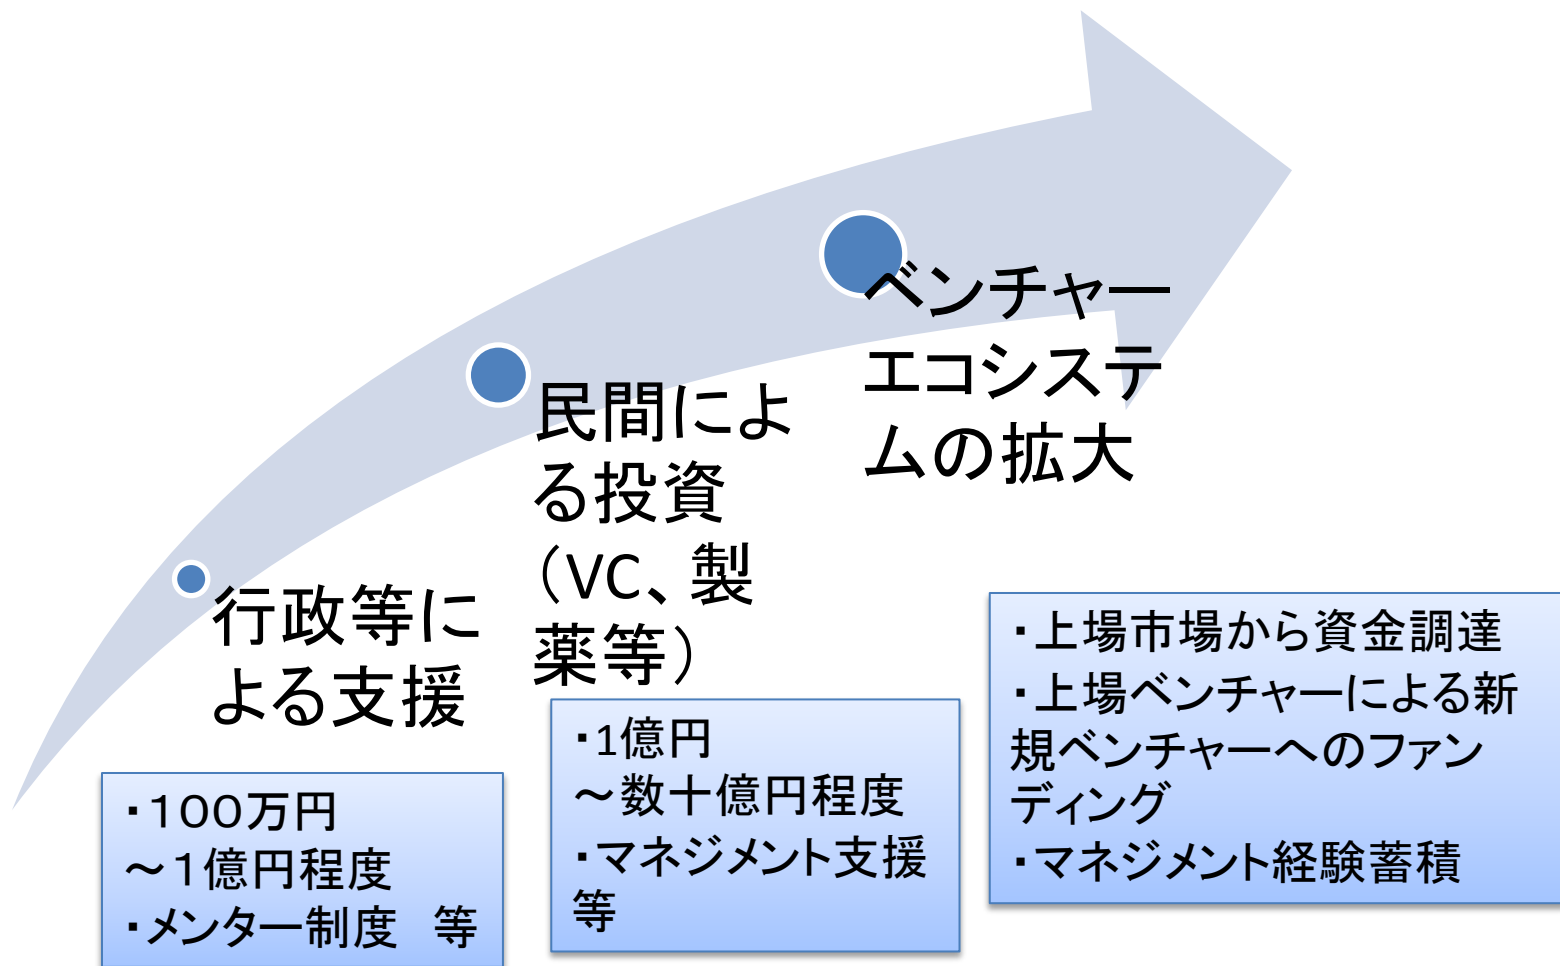 行政等に
よる支援
・１００万円
～１億円程度
・メンター制度　等
民間によ
る投資
（VC、製
薬等）
・1億円
～数十億円程度
・マネジメント支援
等
ベンチャー
エコシステ
ムの拡大
・上場市場から資金調達
・上場ベンチャーによる新
規ベンチャーへのファン
ディング
・マネジメント経験蓄積